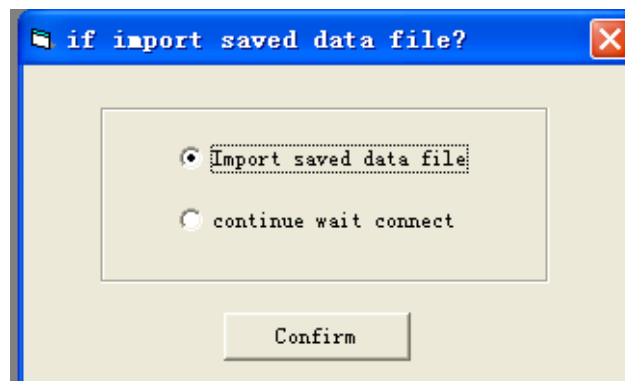 if import saved data file?
Import saved data file
continue wait connect
Confirm